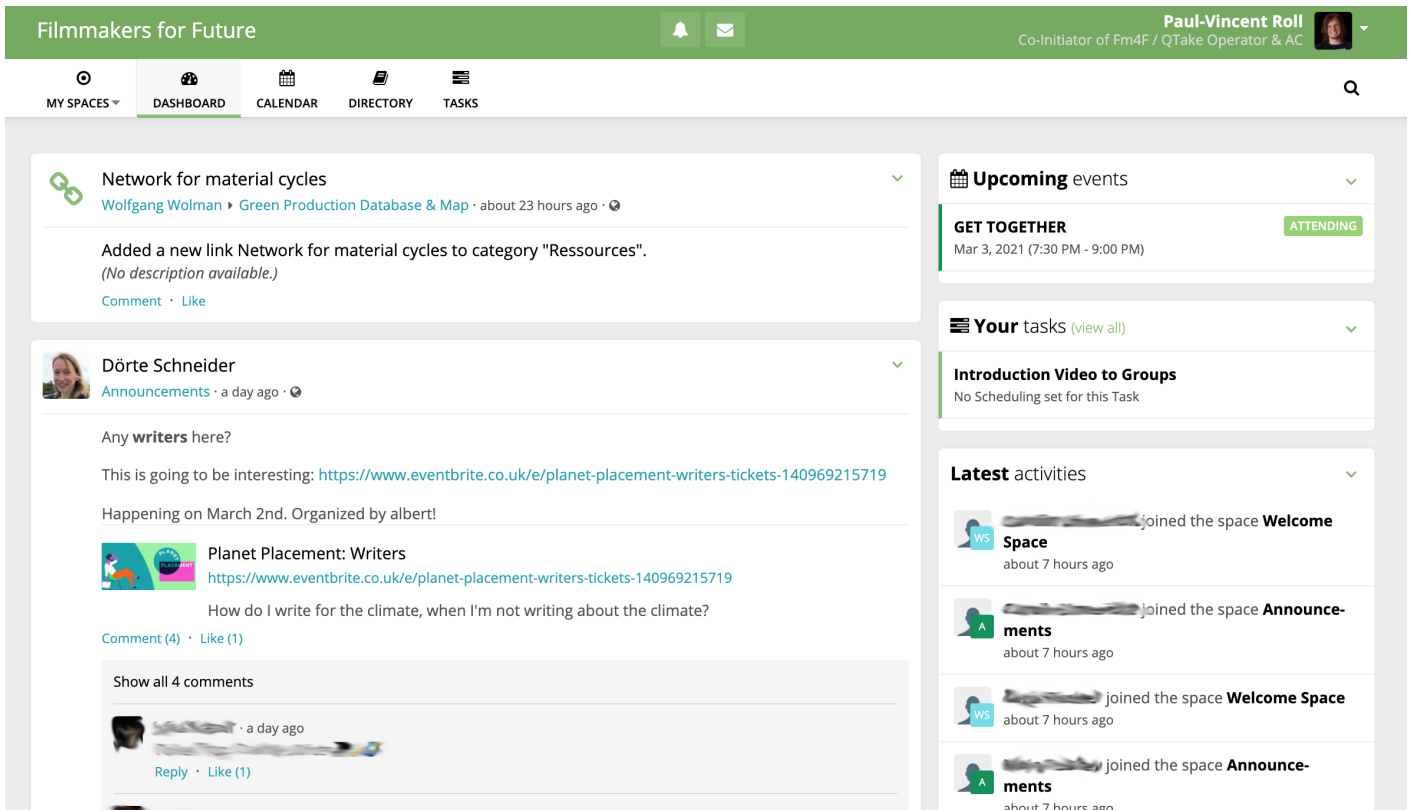 Filmmakers for Future
Paul-Vincent Roll
Co-Initiator of Fm4F / QTake Operator & AC
MY SPACES
DASHBOARD
CALENDAR
DIRECTORY
TASKS
Network for material cycles
Wolfgang Wolman ▸ Green Production Database & Map · about 23 hours ago ·
Added a new link Network for material cycles to category "Ressources".
(No description available.)
Comment · Like
Dörte Schneider
Announcements · a day ago ·
Any writers here?
This is going to be interesting: https://www.eventbrite.co.uk/e/planet-placement-writers-tickets-140969215719
Happening on March 2nd. Organized by albert!
PLANET
PLACEMENT
Planet Placement: Writers
https://www.eventbrite.co.uk/e/planet-placement-writers-tickets-140969215719
How do I write for the climate, when I'm not writing about the climate?
Comment (4) · Like (1)
Show all 4 comments
· a day ago
Reply · Like (1)
Upcoming events
GET TOGETHER
ATTENDING
Mar 3, 2021 (7:30 PM - 9:00 PM)
Your tasks (view all)
Introduction Video to Groups
No Scheduling set for this Task
Latest activities
WS
joined the space Welcome
Space
about 7 hours ago
A
joined the space Announce-
ments
about 7 hours ago
WS
joined the space Welcome Space
about 7 hours ago
A
joined the space Announce-
ments
about 7 hours ago